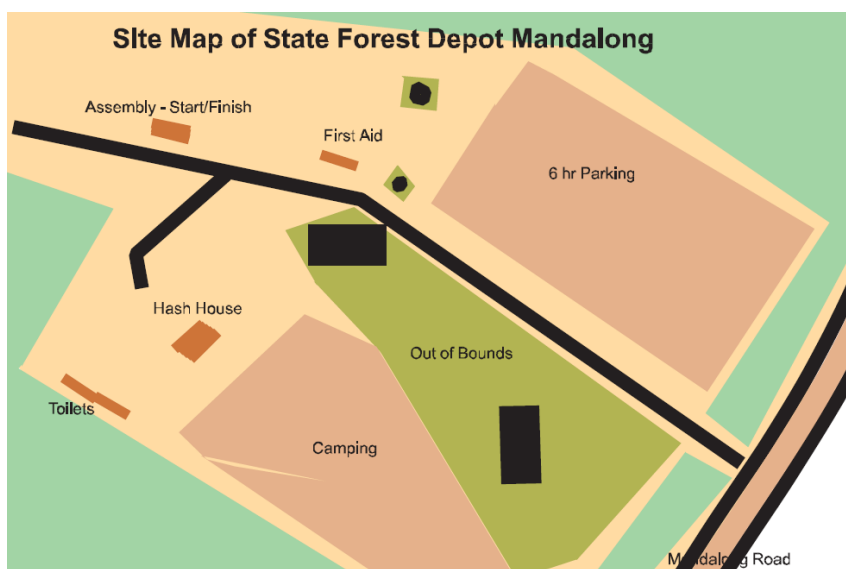 SIte Map of State Forest Depot Mandalong
Assembly - Start/Finish
First Aid
6 hr Parking
Hash House
Out of Bounds
Toilets
Camping
Mandalong Road